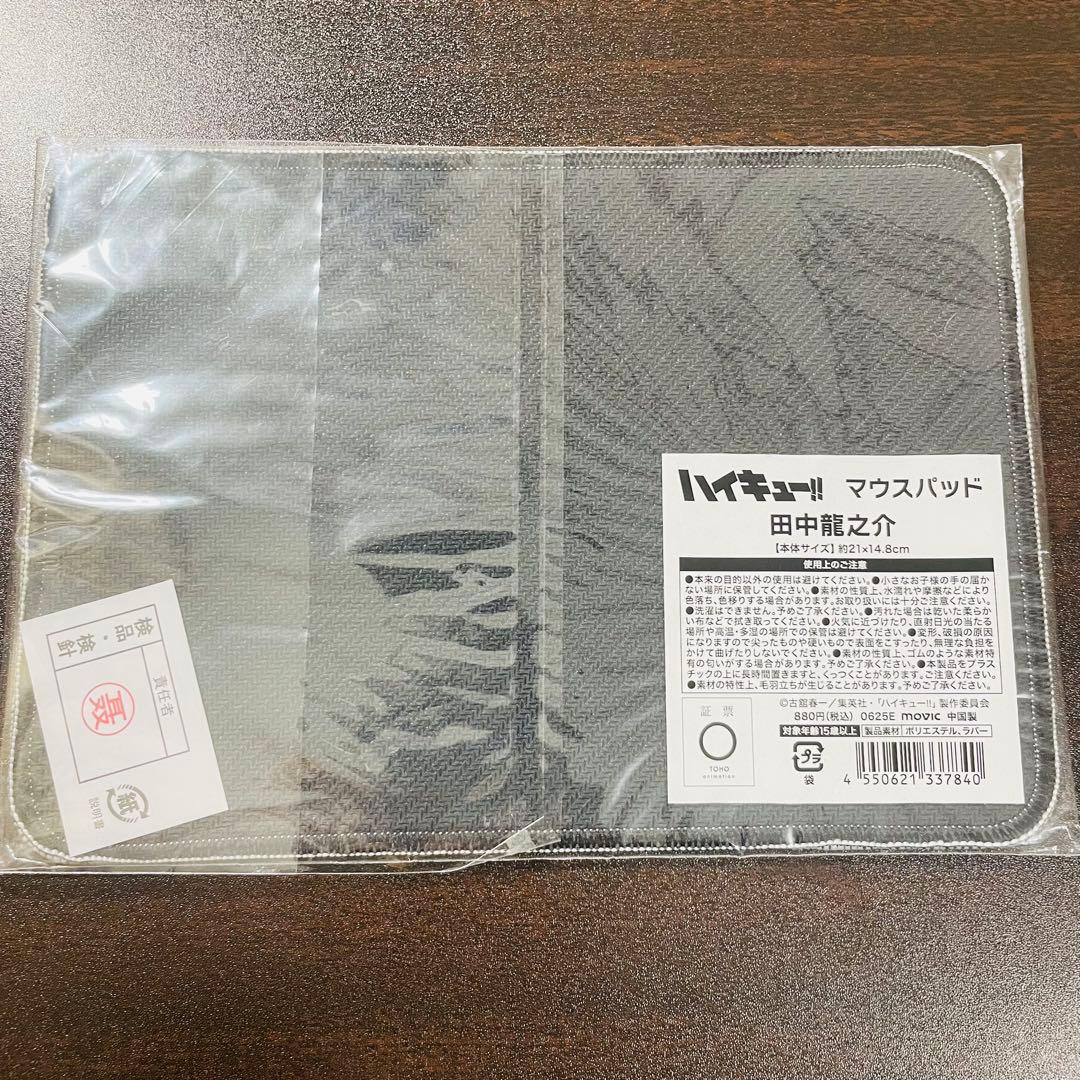 ハイキュー!! マウスパッド
田中龍之介
【本体サイズ】約21×14.8cm
使用上のご注意
●本来の目的以外の使用は避けてください。●小さなお子様の手の届か
ない場所に保管してください。●素材の性質上、水濡れや摩擦などにより
色落ち、色移りする場合があります。お取り扱いには十分ご注意ください。
●洗濯はできません。予めご了承ください。●汚れた場合は乾いた柔らか
い布などで拭き取ってください。●火気に近づけたり、直射日光の当たる
場所や高温・多湿の場所での保管は避けてください。●変形、破損の原因
になりますので尖ったものや硬いもので表面をこすったり、無理な負担を
かけて曲げたりしないでください。●素材の性質上、ゴムのような素材特
有の匂いがする場合があります。予めご了承ください。●本製品をプラス
チックの上に長時間置きますと、くっつくことがあります。ご注意ください。
●素材の特性上、毛羽立ちが生じることがあります。予めご了承ください。
©古舘春一／集英社・「ハイキュー!!」製作委員会
880円(税込) 0625E movic 中国製
対象年齢15歳以上 製品素材 ポリエステル、ラバー
証票
TOHO
animation
プラ
袋
4 550621 337840
検品・検針
責任者
紙
説明書